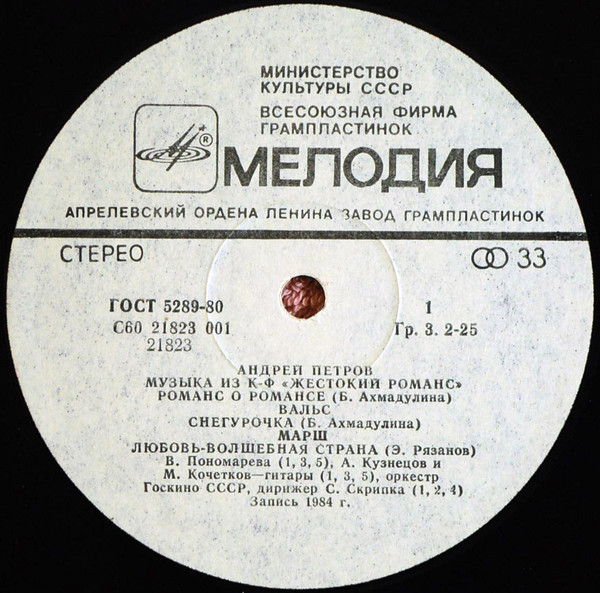 МИНИСТЕРСТВО
КУЛЬТУРЫ СССР
ВСЕСОЮЗНАЯ ФИРМА
ГРАМПЛАСТИНОК
®
МЕЛОДИЯ
АПРЕЛЕВСКИЙ ОРДЕНА ЛЕНИНА ЗАВОД ГРАМПЛАСТИНОК
СТЕРЕО
33
ГОСТ 5289-80
1
С60 21823 001
Гр. 3. 2-25
21823
АНДРЕЙ ПЕТРОВ
МУЗЫКА ИЗ К-Ф «ЖЕСТОКИЙ РОМАНС»
РОМАНС О РОМАНСЕ (Б. Ахмадулина)
ВАЛЬС
СНЕГУРОЧКА (Б. Ахмадулина)
МАРШ
ЛЮБОВЬ-ВОЛШЕБНАЯ СТРАНА (Э. Рязанов)
В. Пономарева (1, 3, 5), А. Кузнецов и
М. Кочетков—гитары (1, 3, 5), оркестр
Госкино СССР, дирижер С. Скрипка (1, 2, 4)
Запись 1984 г.